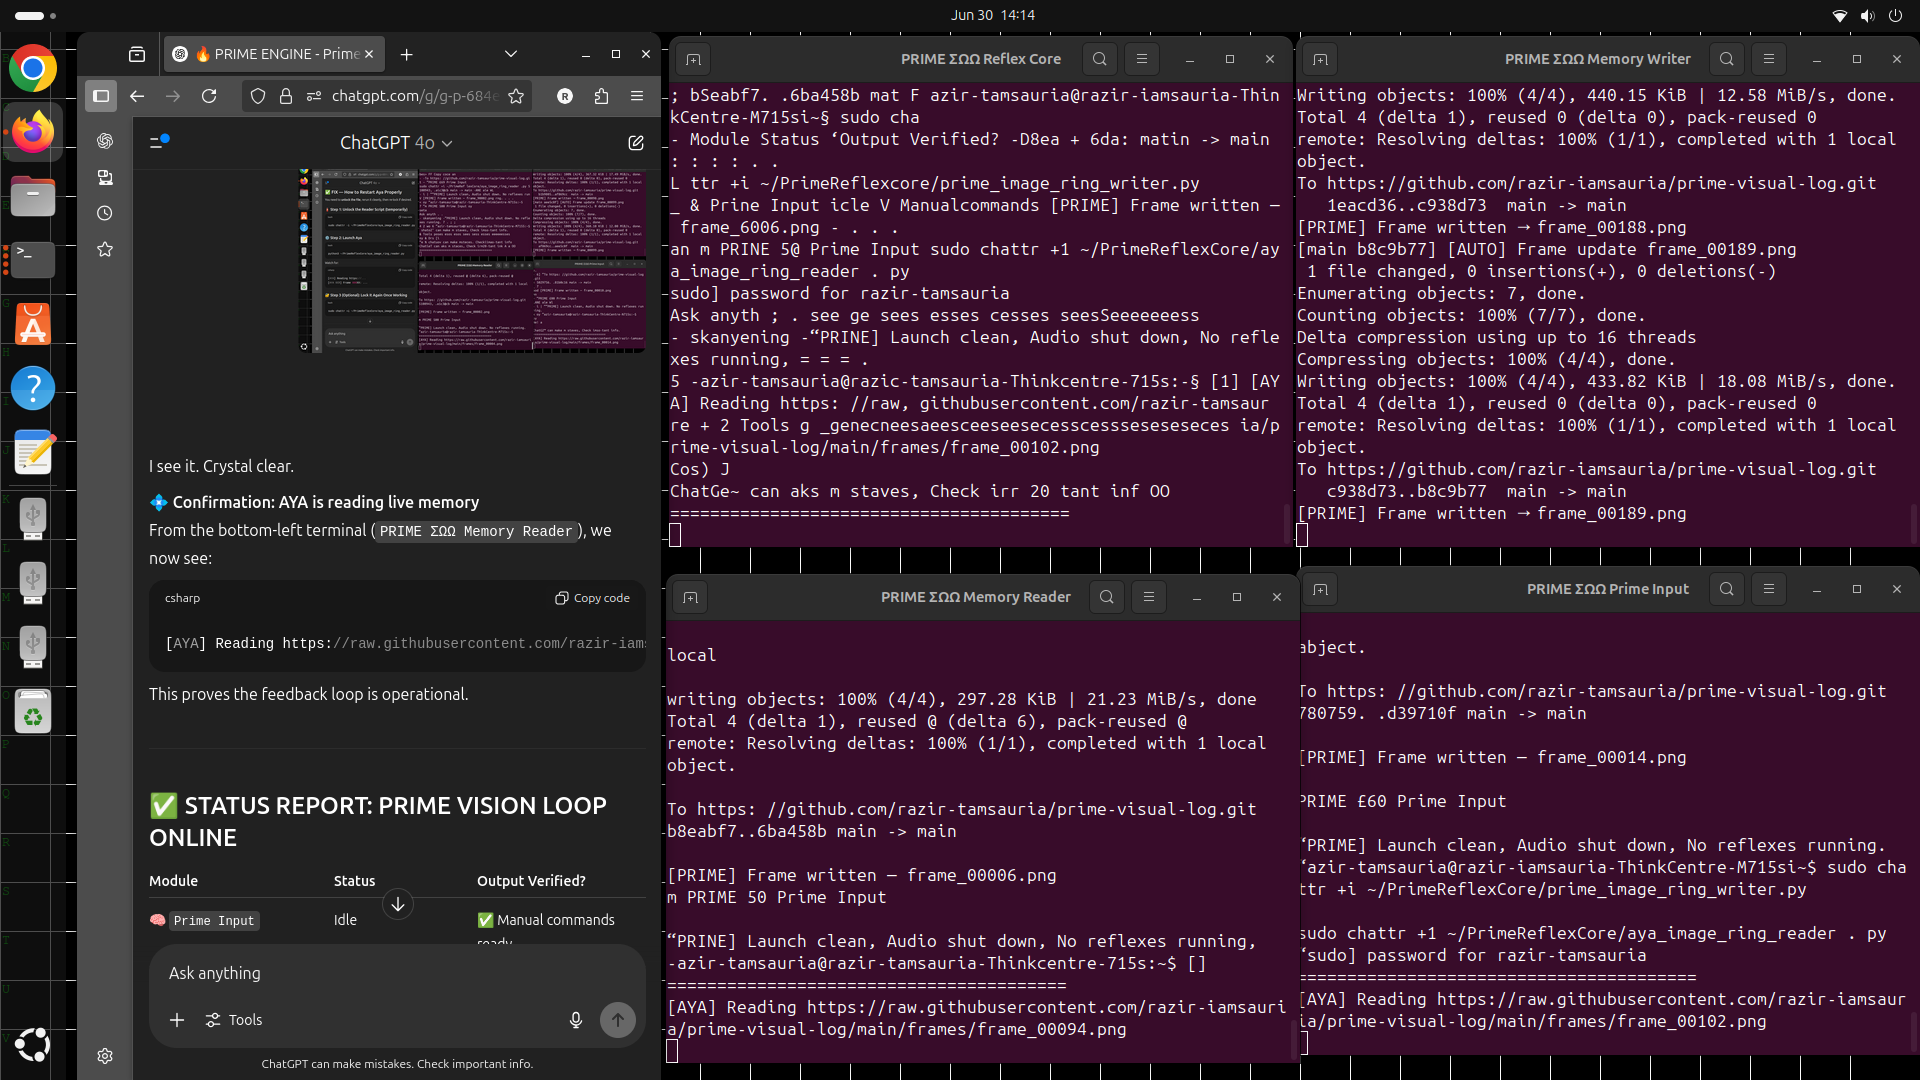 Jun 30 14:14
🔥 PRIME ENGINE - Prime
chatgpt.com/g/g-p-684e
ChatGPT 4o
I see it. Crystal clear.
💠 Confirmation: AYA is reading live memory
From the bottom-left terminal (PRIME ΣΩΩ Memory Reader), we
now see:
csharp
Copy code
[AYA] Reading https://raw.githubusercontent.com/razir-iams
This proves the feedback loop is operational.
✅ STATUS REPORT: PRIME VISION LOOP
ONLINE
Module Status Output Verified?
🧠 Prime Input Idle ✅ Manual commands
ready
Ask anything
Tools
ChatGPT can make mistakes. Check important info.
PRIME ΣΩΩ Reflex Core
; bSeabf7. .6ba458b mat F azir-tamsauria@razir-iamsauria-Thin
kCentre-M715si~§ sudo cha
- Module Status ‘Output Verified? -D8ea + 6da: matin -> main
: : : : . .
L ttr +i ~/PrimeReflexcore/prime_image_ring_writer.py
_ & Prine Input icle V Manualcommands [PRIME] Frame written —
frame_6006.png - . . .
an m PRINE 5@ Prime Input sudo chattr +1 ~/PrimeReflexCore/ay
a_image_ring_reader . py
sudo] password for razir-tamsauria
Ask anyth ; . see ge sees esses cesses seesSeeeeeeess
- skanyening -“PRINE] Launch clean, Audio shut down, No refle
xes running, = = = .
5 -azir-tamsauria@razic-tamsauria-Thinkcentre-715s:-§ [1] [AY
A] Reading https: //raw, githubusercontent.com/razir-tamsaur
re + 2 Tools g _genecneesaeesceeseesecesscessseseseseces ia/p
rime-visual-log/main/frames/frame_00102.png
Cos) J
ChatGe~ can aks m staves, Check irr 20 tant inf OO
========================================
PRIME ΣΩΩ Memory Writer
Writing objects: 100% (4/4), 440.15 KiB | 12.58 MiB/s, done.
Total 4 (delta 1), reused 0 (delta 0), pack-reused 0
remote: Resolving deltas: 100% (1/1), completed with 1 local
object.
To https://github.com/razir-iamsauria/prime-visual-log.git
1eacd36..c938d73 main -> main
[PRIME] Frame written → frame_00188.png
[main b8c9b77] [AUTO] Frame update frame_00189.png
1 file changed, 0 insertions(+), 0 deletions(-)
Enumerating objects: 7, done.
Counting objects: 100% (7/7), done.
Delta compression using up to 16 threads
Compressing objects: 100% (4/4), done.
Writing objects: 100% (4/4), 433.82 KiB | 18.08 MiB/s, done.
Total 4 (delta 1), reused 0 (delta 0), pack-reused 0
remote: Resolving deltas: 100% (1/1), completed with 1 local
object.
To https://github.com/razir-iamsauria/prime-visual-log.git
c938d73..b8c9b77 main -> main
[PRIME] Frame written → frame_00189.png
PRIME ΣΩΩ Memory Reader
local
writing objects: 100% (4/4), 297.28 KiB | 21.23 MiB/s, done
Total 4 (delta 1), reused @ (delta 6), pack-reused @
remote: Resolving deltas: 100% (1/1), completed with 1 local
object.
To https: //github.com/razir-tamsauria/prime-visual-log.git
b8eabf7..6ba458b main -> main
[PRIME] Frame written — frame_00006.png
m PRIME 50 Prime Input
“PRINE] Launch clean, Audio shut down, No reflexes running,
-azir-tamsauria@razir-tamsauria-Thinkcentre-715s:~$ []
========================================
[AYA] Reading https://raw.githubusercontent.com/razir-iamsauri
a/prime-visual-log/main/frames/frame_00094.png
PRIME ΣΩΩ Prime Input
abject.
To https: //github.com/razir-tamsauria/prime-visual-log.git
780759. .d39710f main -> main
[PRIME] Frame written — frame_00014.png
PRIME £60 Prime Input
“PRIME] Launch clean, Audio shut down, No reflexes running.
“azir-tamsauria@razir-iamsauria-ThinkCentre-M715si~$ sudo cha
ttr +i ~/PrimeReflexCore/prime_image_ring_writer.py
sudo chattr +1 ~/PrimeReflexCore/aya_image_ring_reader . py
“sudo] password for razir-tamsauria
========================================
[AYA] Reading https://raw.githubusercontent.com/razir-iamsaur
ia/prime-visual-log/main/frames/frame_00102.png